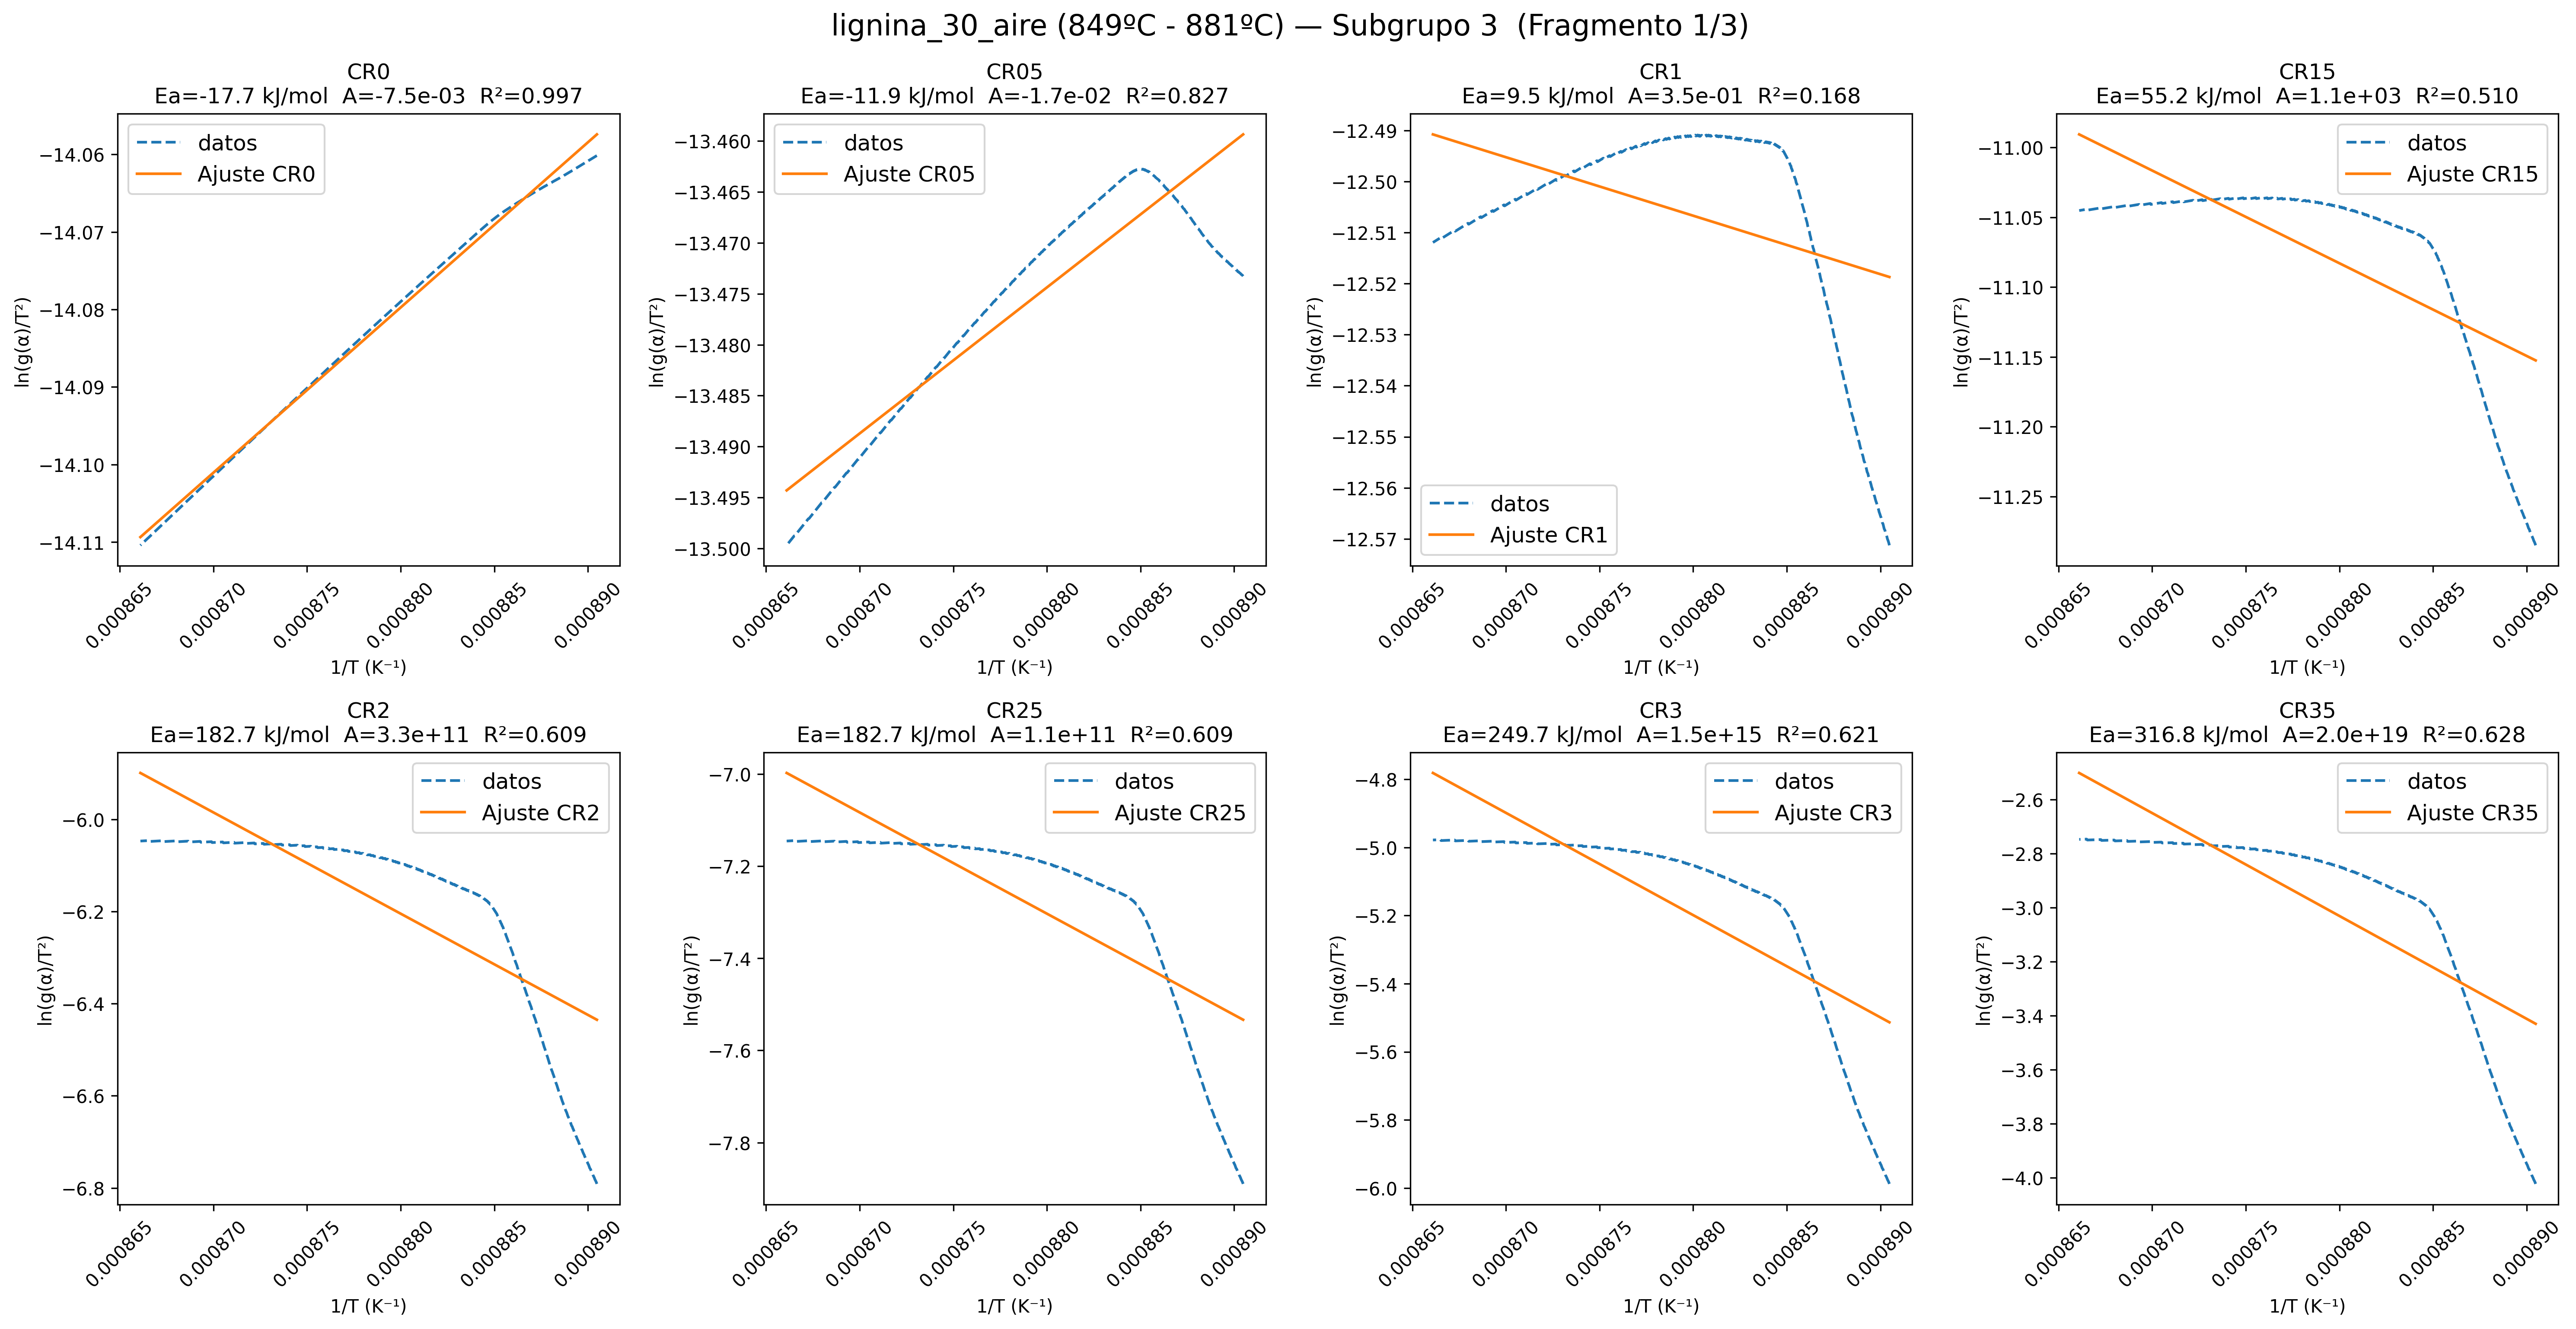 lignina_30_aire (849ºC - 881ºC) — Subgrupo 3  (Fragmento 1/3)
CR0
Ea=-17.7 kJ/mol  A=-7.5e-03  R²=0.997
datos
Ajuste CR0
ln(g(α)/T²)
−14.06
−14.07
−14.08
−14.09
−14.10
−14.11
0.000865
0.000870
0.000875
0.000880
0.000885
0.000890
1/T (K⁻¹)
CR05
Ea=-11.9 kJ/mol  A=-1.7e-02  R²=0.827
datos
Ajuste CR05
ln(g(α)/T²)
−13.460
−13.465
−13.470
−13.475
−13.480
−13.485
−13.490
−13.495
−13.500
0.000865
0.000870
0.000875
0.000880
0.000885
0.000890
1/T (K⁻¹)
CR1
Ea=9.5 kJ/mol  A=3.5e-01  R²=0.168
datos
Ajuste CR1
ln(g(α)/T²)
−12.49
−12.50
−12.51
−12.52
−12.53
−12.54
−12.55
−12.56
−12.57
0.000865
0.000870
0.000875
0.000880
0.000885
0.000890
1/T (K⁻¹)
CR15
Ea=55.2 kJ/mol  A=1.1e+03  R²=0.510
datos
Ajuste CR15
ln(g(α)/T²)
−11.00
−11.05
−11.10
−11.15
−11.20
−11.25
0.000865
0.000870
0.000875
0.000880
0.000885
0.000890
1/T (K⁻¹)
CR2
Ea=182.7 kJ/mol  A=3.3e+11  R²=0.609
datos
Ajuste CR2
ln(g(α)/T²)
−6.0
−6.2
−6.4
−6.6
−6.8
0.000865
0.000870
0.000875
0.000880
0.000885
0.000890
1/T (K⁻¹)
CR25
Ea=182.7 kJ/mol  A=1.1e+11  R²=0.609
datos
Ajuste CR25
ln(g(α)/T²)
−7.0
−7.2
−7.4
−7.6
−7.8
0.000865
0.000870
0.000875
0.000880
0.000885
0.000890
1/T (K⁻¹)
CR3
Ea=249.7 kJ/mol  A=1.5e+15  R²=0.621
datos
Ajuste CR3
ln(g(α)/T²)
−4.8
−5.0
−5.2
−5.4
−5.6
−5.8
−6.0
0.000865
0.000870
0.000875
0.000880
0.000885
0.000890
1/T (K⁻¹)
CR35
Ea=316.8 kJ/mol  A=2.0e+19  R²=0.628
datos
Ajuste CR35
ln(g(α)/T²)
−2.6
−2.8
−3.0
−3.2
−3.4
−3.6
−3.8
−4.0
0.000865
0.000870
0.000875
0.000880
0.000885
0.000890
1/T (K⁻¹)